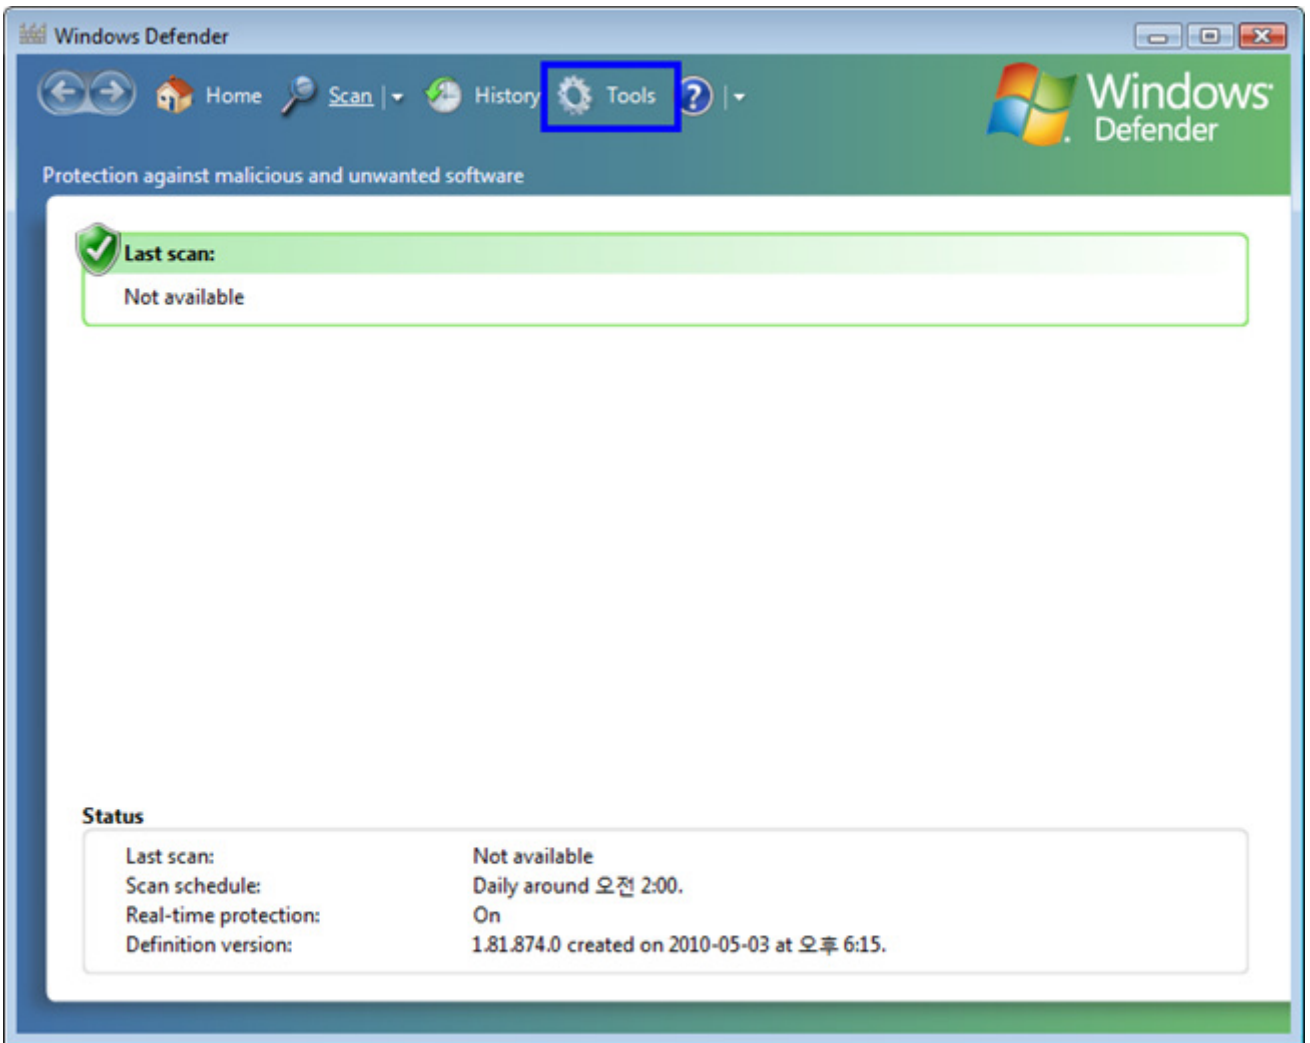 Windows Defender
Home Scan History Tools ?
Windows
Defender
Protection against malicious and unwanted software
Last scan:
Not available
Status
Last scan: Not available
Scan schedule: Daily around 오전 2:00.
Real-time protection: On
Definition version: 1.81.874.0 created on 2010-05-03 at 오후 6:15.